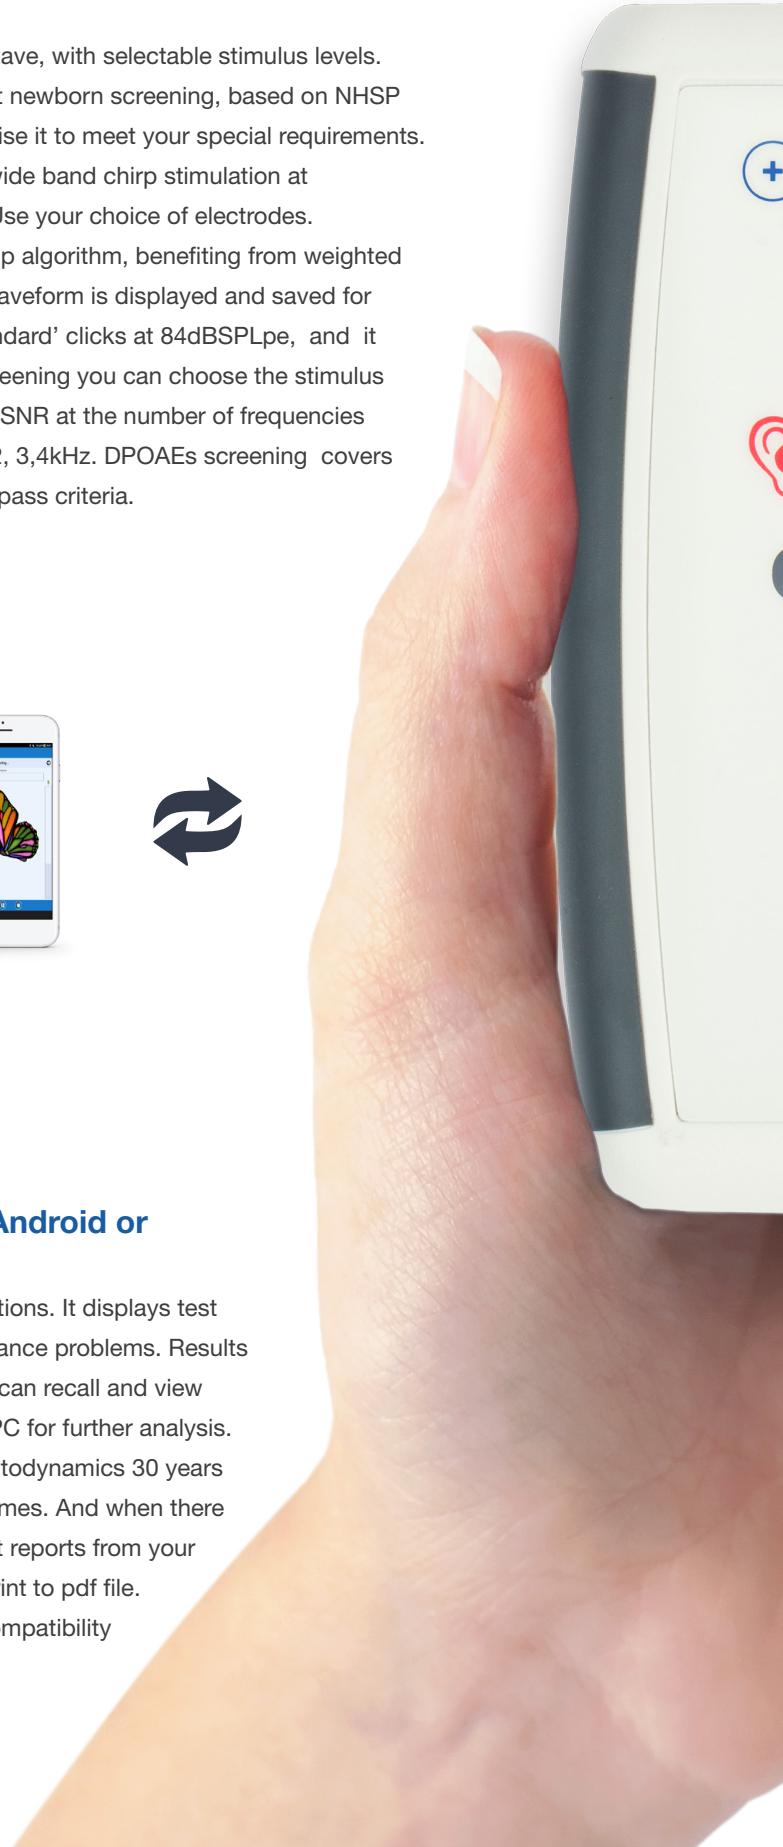 ave, with selectable stimulus levels.
t newborn screening, based on NHSP
ise it to meet your special requirements.
vide band chirp stimulation at
Use your choice of electrodes.
p algorithm, benefiting from weighted
aveform is displayed and saved for
ndard’ clicks at 84dBSPLpe, and it
eening you can choose the stimulus
SNR at the number of frequencies
2, 3,4kHz. DPOAEs screening covers
pass criteria.
Android or
tions. It displays test
ance problems. Results
can recall and view
PC for further analysis.
todynamics 30 years
mes. And when there
t reports from your
int to pdf file.
ompatibility